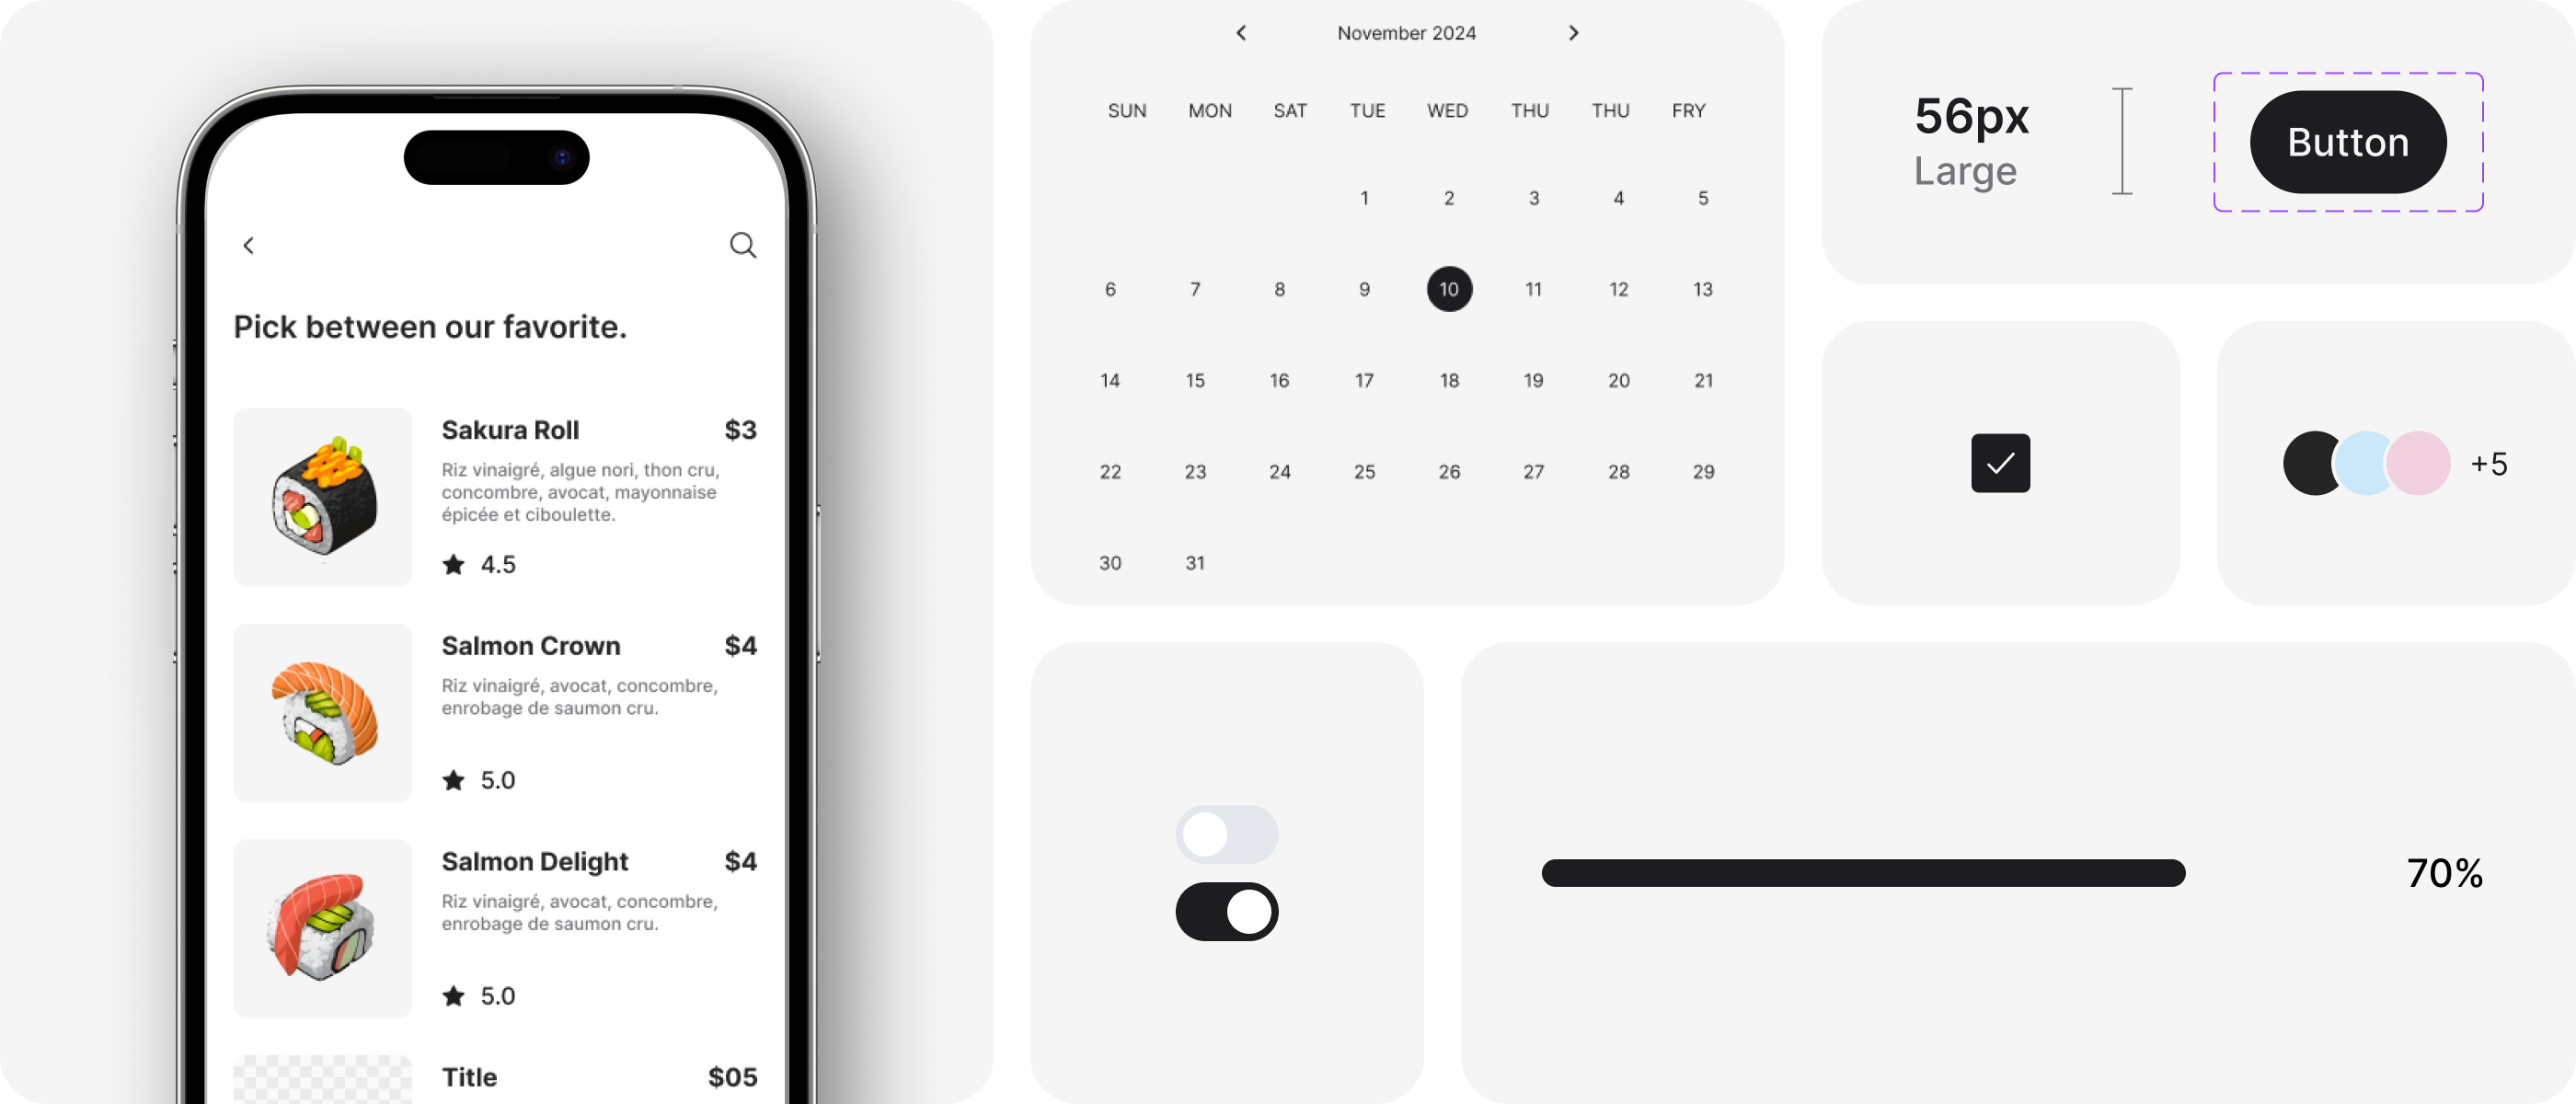 Pick between our favorite.
Sakura Roll $3
Riz vinaigré, algue nori, thon cru,
concombre, avocat, mayonnaise
épicée et ciboulette.
4.5
Salmon Crown $4
Riz vinaigré, avocat, concombre,
enrobage de saumon cru.
5.0
Salmon Delight $4
Riz vinaigré, avocat, concombre,
enrobage de saumon cru.
5.0
Title $05
November 2024
SUN MON SAT TUE WED THU THU FRY
1 2 3 4 5
6 7 8 9 10 11 12 13
14 15 16 17 18 19 20 21
22 23 24 25 26 27 28 29
30 31
56px
Large
Button
+5
70%